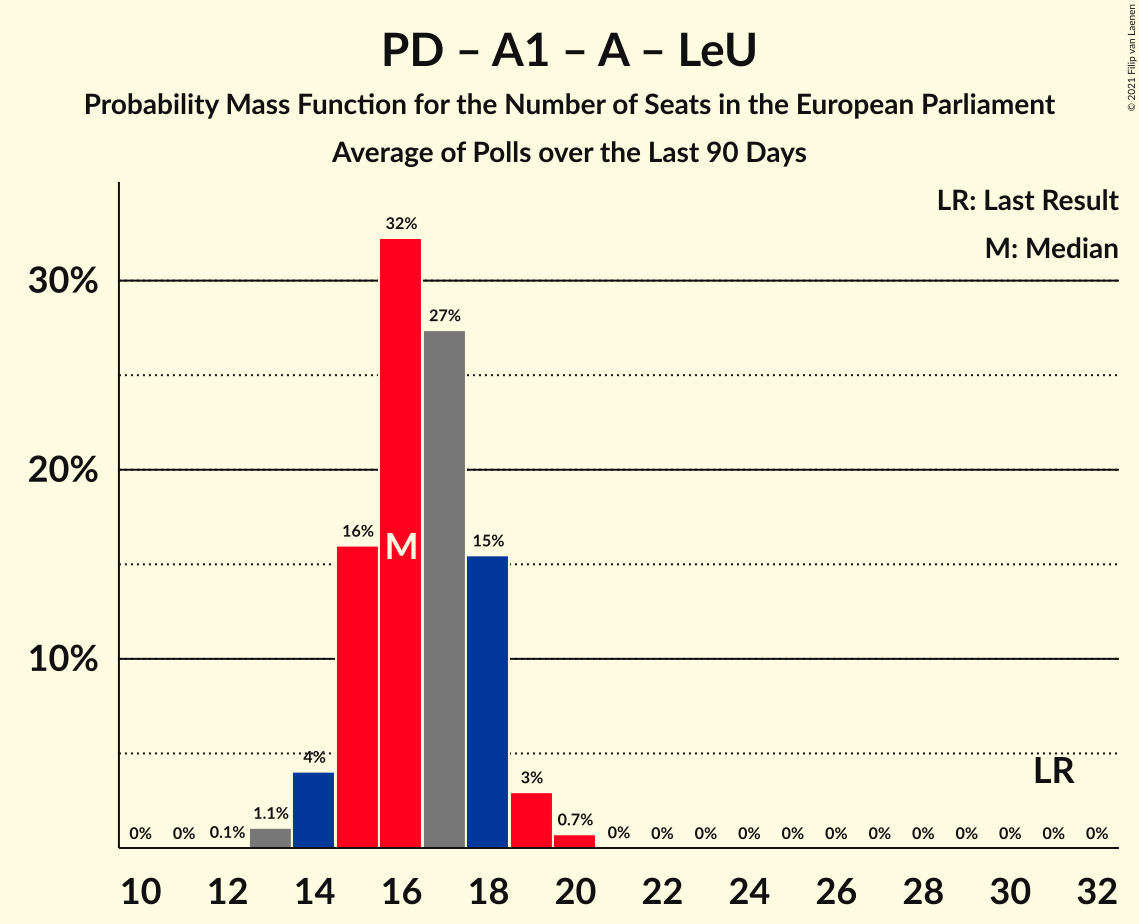 PD – A1 – A – LeU
Probability Mass Function for the Number of Seats in the European Parliament
Average of Polls over the Last 90 Days
© 2021 Filip van Laenen
LR: Last Result
M: Median
32%
30%
27%
20%
16%
M
15%
10%
4%
LR
3%
1.1%
0.7%
0% 0% 0.1% 0% 0% 0% 0% 0% 0% 0% 0% 0% 0% 0% 0%
10 12 14 16 18 20 22 24 26 28 30 32